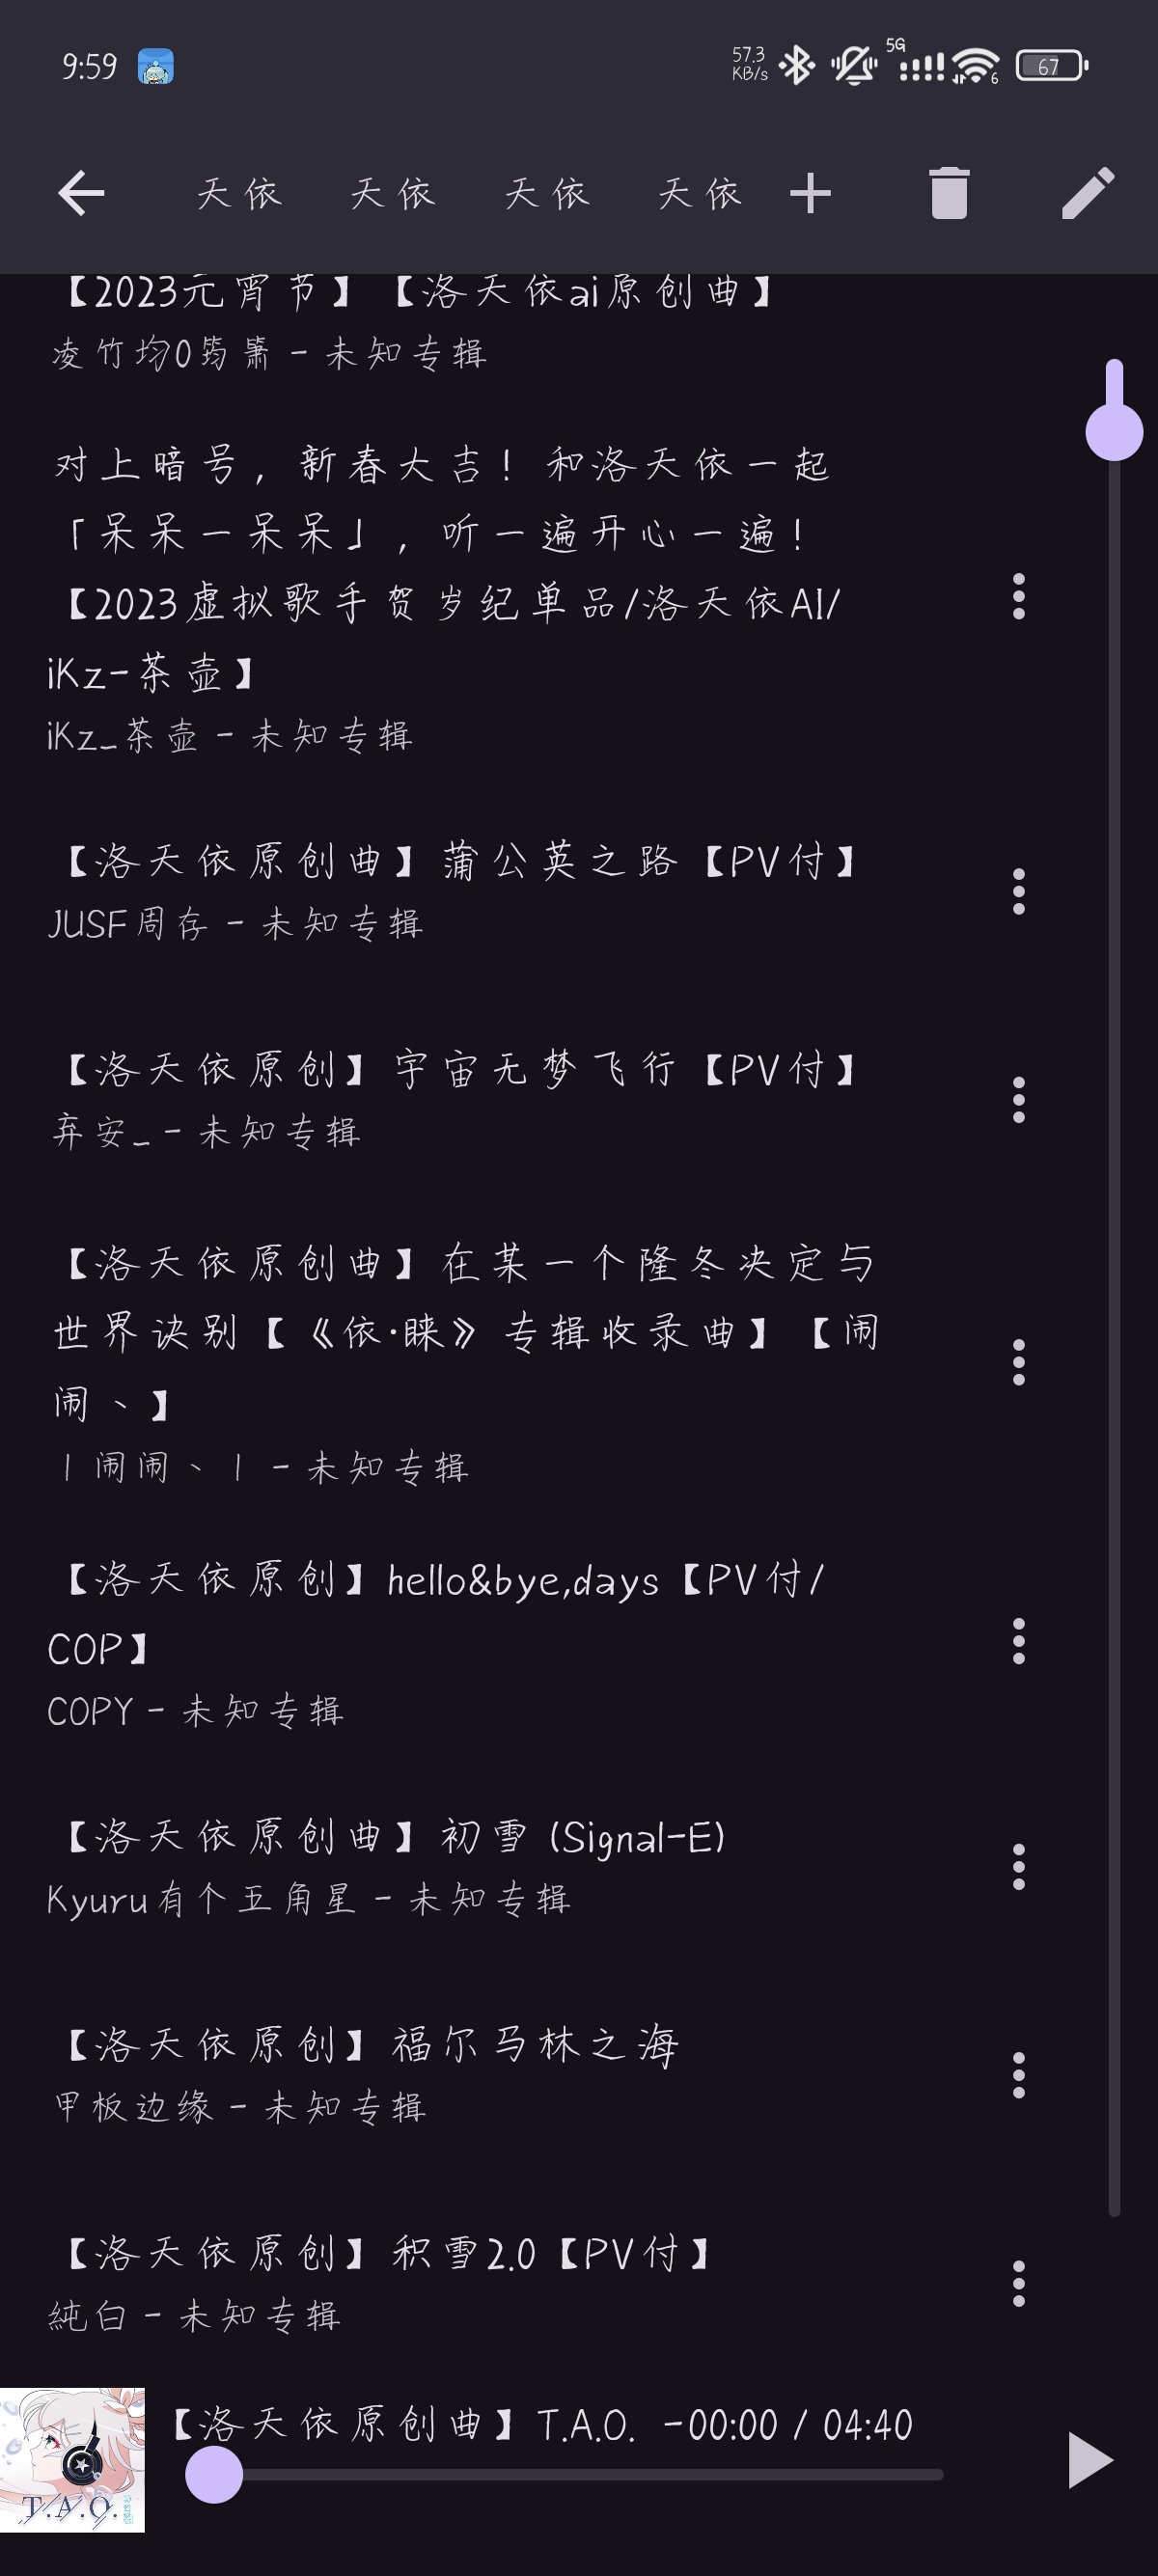 9:59
57.3
KB/s
5G
6
67
天依 天依 天依 天依
【2023元宵节】【洛天依ai原创曲】
凌竹均0筠箫 - 未知专辑
对上暗号，新春大吉！和洛天依一起
「呆呆一呆呆」，听一遍开心一遍！
【2023虚拟歌手贺岁纪单品/洛天依AI/
iKz-茶壶】
iKz_茶壶 - 未知专辑
【洛天依原创曲】蒲公英之路【PV付】
JUSF周存 - 未知专辑
【洛天依原创】宇宙无梦飞行【PV付】
弃安_ - 未知专辑
【洛天依原创曲】在某一个隆冬决定与
世界诀别【《依·睐》专辑收录曲】【闹
闹丶】
丨闹闹丶丨 - 未知专辑
【洛天依原创】hello&bye,days【PV付/
COP】
COPY - 未知专辑
【洛天依原创曲】初雪 (Signal-E)
Kyuru有个五角星 - 未知专辑
【洛天依原创】福尔马林之海
甲板边缘 - 未知专辑
【洛天依原创】积雪2.0【PV付】
純白 - 未知专辑
【洛天依原创曲】T.A.O. -00:00 / 04:40
T.A.O.